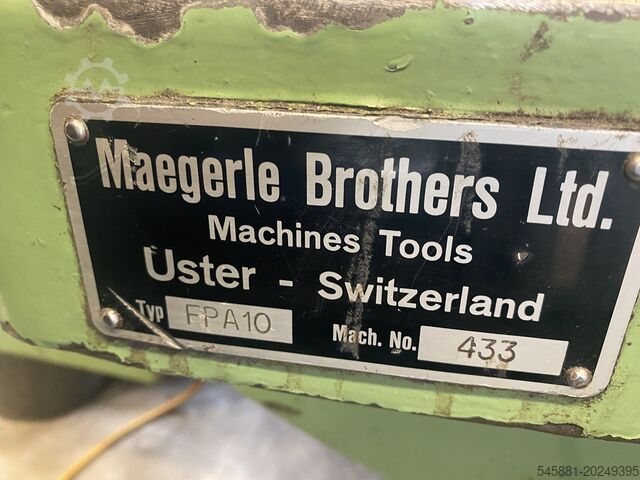 Maegerle Brothers Ltd.
Machines Tools
Uster - Switzerland
Typ FPA10 Mach. No. 433
545881-20249395